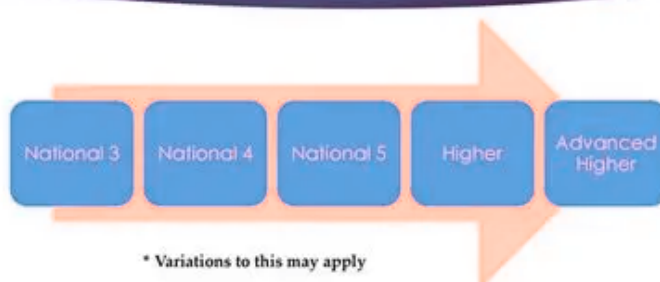 National 3
National 4
National 5
Higher
Advanced
Higher
* Variations to this may apply